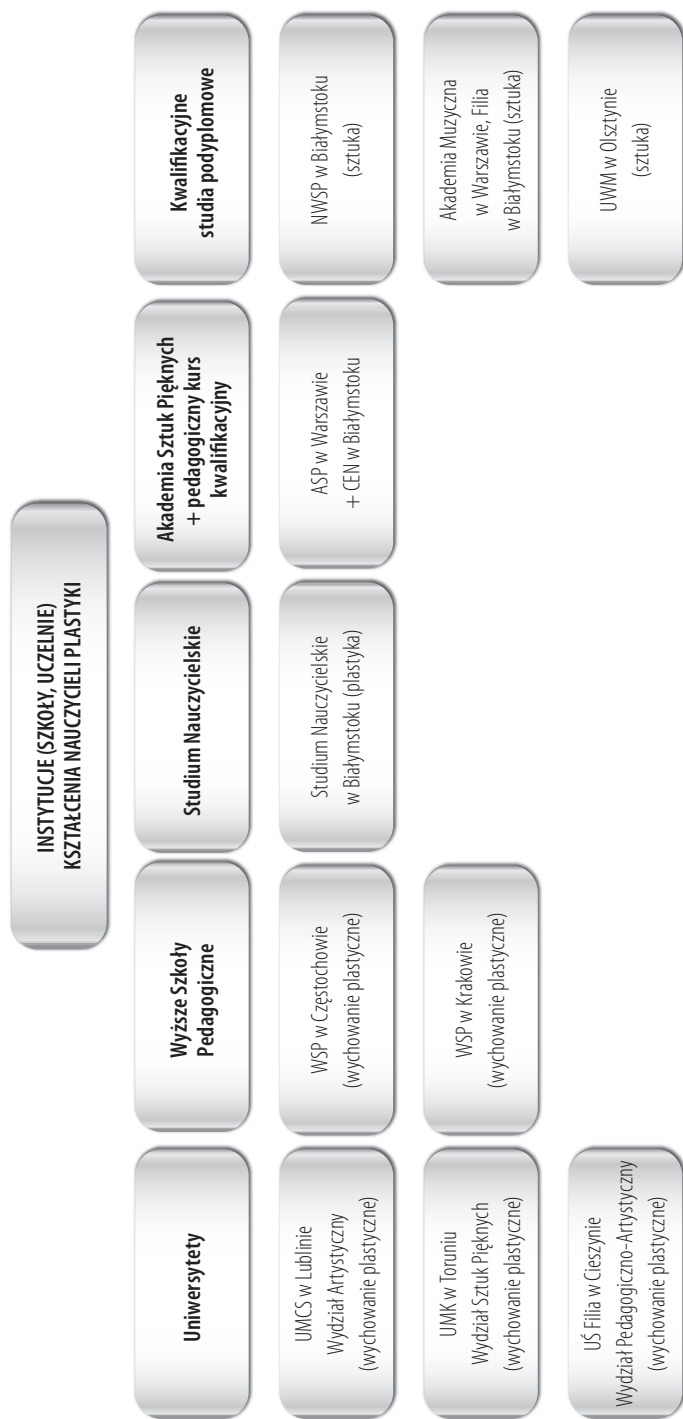 INSTYTUCJE (SZKOŁY, UCZELNIE)
KSZTAŁCENIA NAUCZYCIELI PLASTYKI
Uniwersytety
UMCS w Lublinie
Wydział Artystyczny
(wychowanie plastyczne)
UMK w Toruniu
Wydział Sztuk Pięknych
(wychowanie plastyczne)
UŚ Filia w Cieszynie
Wydział Pedagogiczno-Artystyczny
(wychowanie plastyczne)
Wyższe Szkoły
Pedagogiczne
WSP w Częstochowie
(wychowanie plastyczne)
WSP w Krakowie
(wychowanie plastyczne)
Studium Nauczycielskie
Studium Nauczycielskie
w Białymstoku (plastyka)
Akademia Sztuk Pięknych
+ pedagogiczny kurs
kwalifikacyjny
ASP w Warszawie
+ CEN w Białymstoku
Kwalifikacyjne
studia podyplomowe
NWSP w Białymstoku
(sztuka)
Akademia Muzyczna
w Warszawie, Filia
w Białymstoku (sztuka)
UWM w Olsztynie
(sztuka)